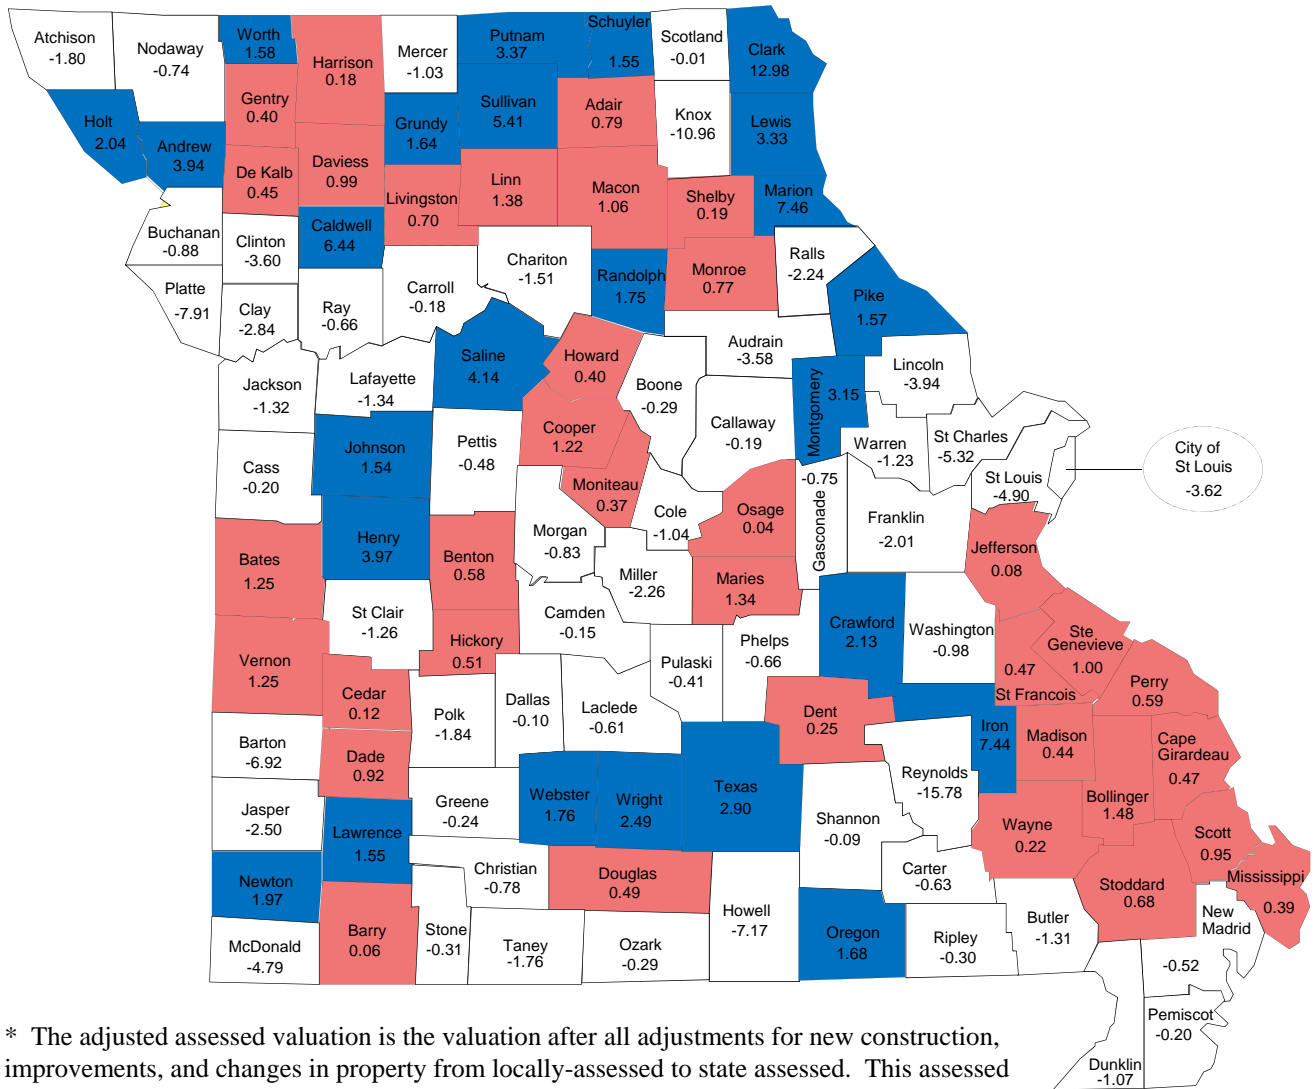 Atchison
-1.80
Nodaway
-0.74
Worth
1.58
Harrison
0.18
Mercer
-1.03
Putnam
3.37
Schuyler
1.55
Scotland
-0.01
Clark
12.98
Holt
2.04
Andrew
3.94
Gentry
0.40
Grundy
1.64
Sullivan
5.41
Adair
0.79
Knox
-10.96
Lewis
3.33
De Kalb
0.45
Daviess
0.99
Livingston
0.70
Linn
1.38
Macon
1.06
Shelby
0.19
Marion
7.46
Buchanan
-0.88
Clinton
-3.60
Caldwell
6.44
Chariton
-1.51
Randolph
1.75
Monroe
0.77
Ralls
-2.24
Pike
1.57
Platte
-7.91
Clay
-2.84
Ray
-0.66
Carroll
-0.18
Saline
4.14
Howard
0.40
Boone
-0.29
Audrain
-3.58
Lincoln
-3.94
Jackson
-1.32
Lafayette
-1.34
Callaway
-0.19
Montgomery
3.15
Warren
-1.23
St Charles
-5.32
City of
St Louis
-3.62
St Louis
-4.90
Cass
-0.20
Johnson
1.54
Pettis
-0.48
Cooper
1.22
Moniteau
0.37
Cole
-1.04
Osage
0.04
-0.75
Gasconade
Franklin
-2.01
Jefferson
0.08
Bates
1.25
Henry
3.97
Benton
0.58
Morgan
-0.83
Miller
-2.26
Maries
1.34
St Clair
-1.26
Camden
-0.15
Phelps
-0.66
Crawford
2.13
Washington
-0.98
0.47
St Francois
Ste
Genevieve
1.00
Perry
0.59
Vernon
1.25
Hickory
0.51
Cedar
0.12
Polk
-1.84
Dallas
-0.10
Laclede
-0.61
Pulaski
-0.41
Dent
0.25
Iron
7.44
Madison
0.44
Cape
Girardeau
0.47
Barton
-6.92
Dade
0.92
Reynolds
-15.78
Bollinger
1.48
Jasper
-2.50
Greene
-0.24
Webster
1.76
Wright
2.49
Texas
2.90
Shannon
-0.09
Wayne
0.22
Scott
0.95
Lawrence
1.55
Christian
-0.78
Douglas
0.49
Carter
-0.63
Stoddard
0.68
Mississippi
0.39
Newton
1.97
Howell
-7.17
Butler
-1.31
New
Madrid
-0.52
McDonald
-4.79
Barry
0.06
Stone
-0.31
Taney
-1.76
Ozark
-0.29
Oregon
1.68
Ripley
-0.30
Pemiscot
-0.20
Dunklin
-1.07
* The adjusted assessed valuation is the valuation after all adjustments for new construction,
improvements, and changes in property from locally-assessed to state assessed. This assessed